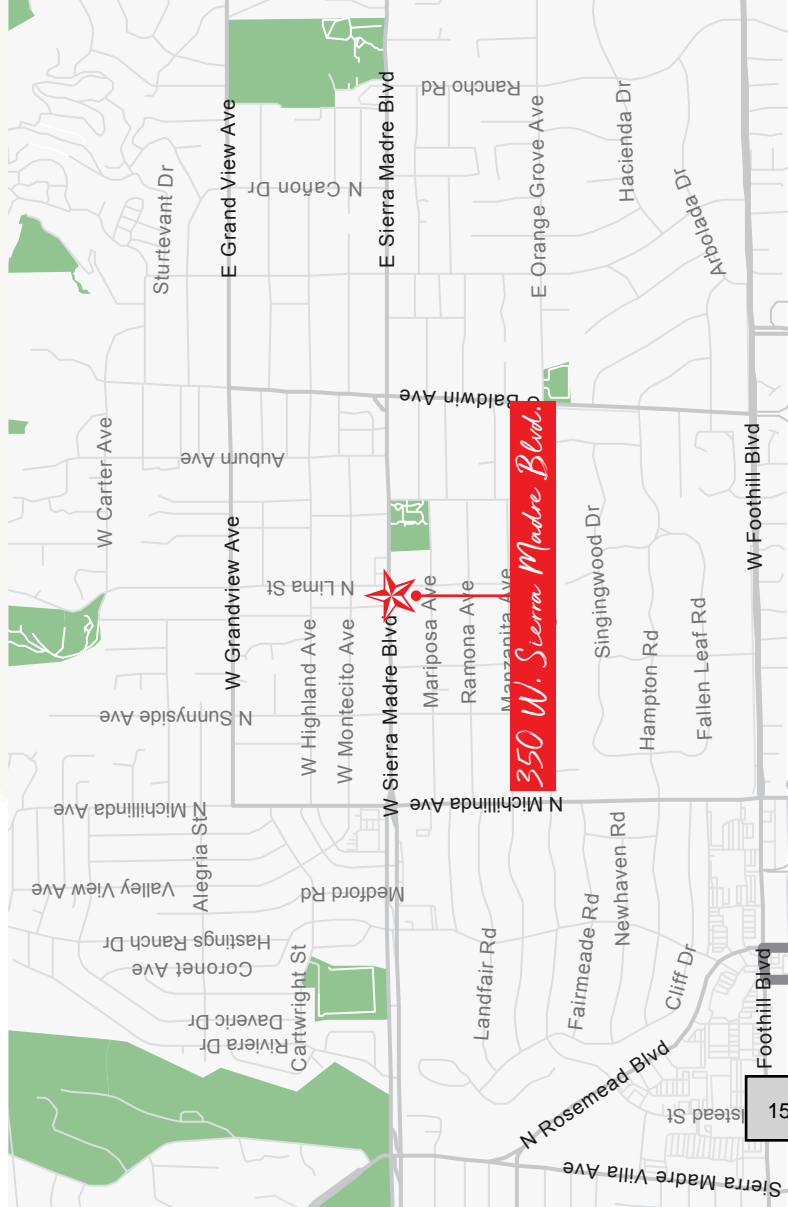 Rancho Rd
E Grand View Ave
E Sierra Madre Blvd
E Orange Grove Ave
Hacienda Dr
Sturtevant Dr
N Cañon Dr
Arbolada Dr
Baldwin Ave
W Carter Ave
Auburn Ave
350 W. Sierra Madre Blvd.
W Foothill Blvd
W Grandview Ave
N Lima St
Singingwood Dr
Mariposa Ave
Ramona Ave
Manzanita Ave
W Highland Ave
W Montecito Ave
W Sierra Madre Blvd
Hampton Rd
Fallen Leaf Rd
N Sunnyside Ave
N Michillinda Ave
N Michillinda Ave
Alegria St
Valley View Ave
Medford Rd
Newhaven Rd
Hastings Ranch Dr
Coronet Ave
Cartwright St
Landfair Rd
Fairmeade Rd
Cliff Dr
Foothill Blvd
Daveric Dr
Riviera Dr
N Rosemead Blvd
lstead St
15
Sierra Madre Villa Ave